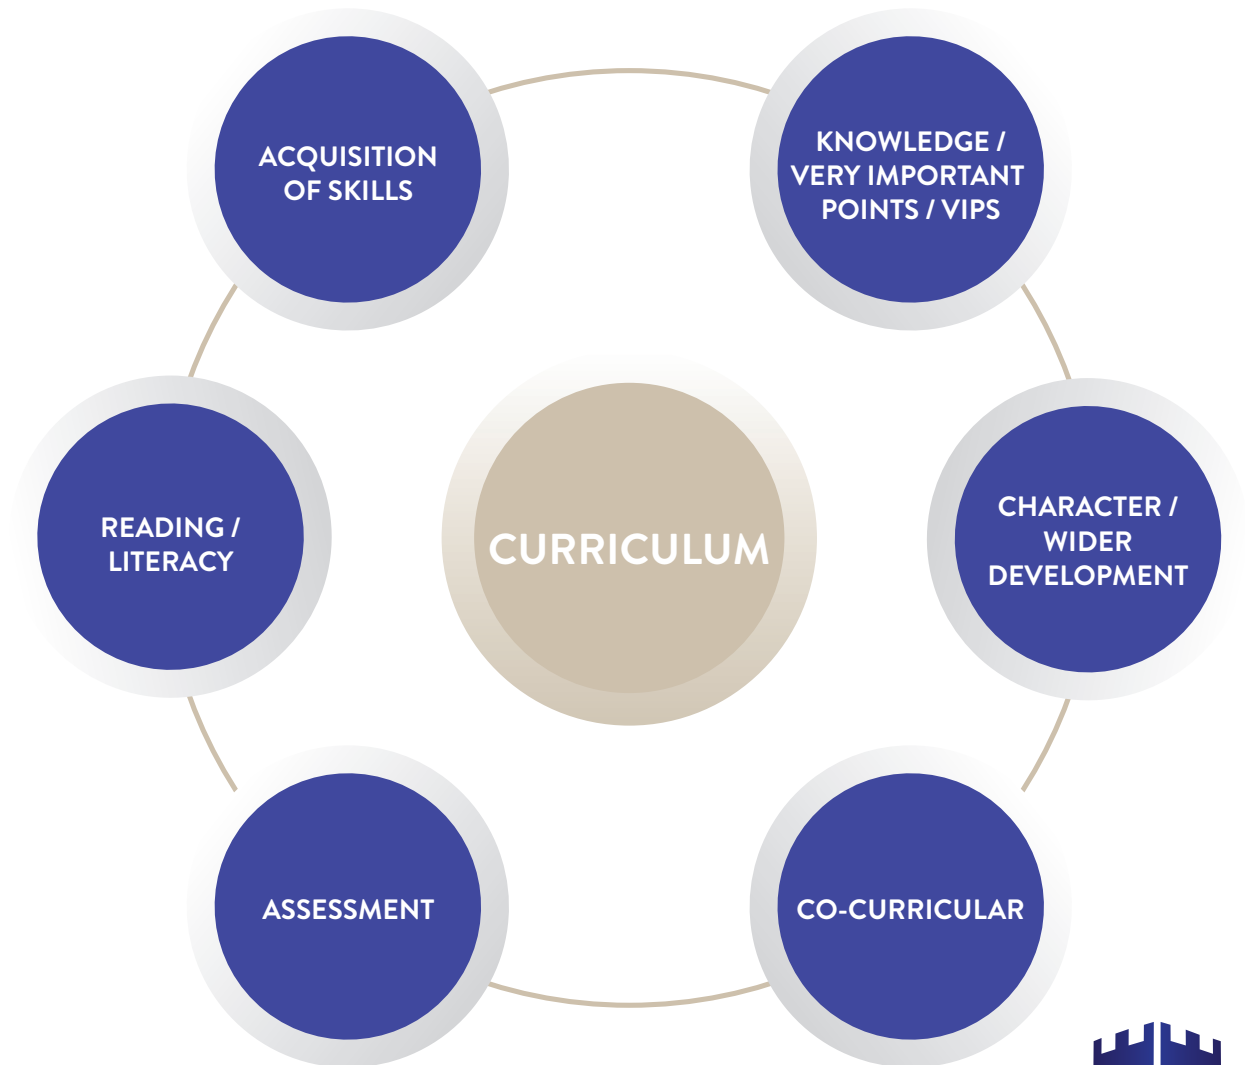 ACQUISITION
OF SKILLS
KNOWLEDGE /
VERY IMPORTANT
POINTS / VIPS
READING /
LITERACY
CURRICULUM
CHARACTER /
WIDER
DEVELOPMENT
ASSESSMENT
CO-CURRICULAR